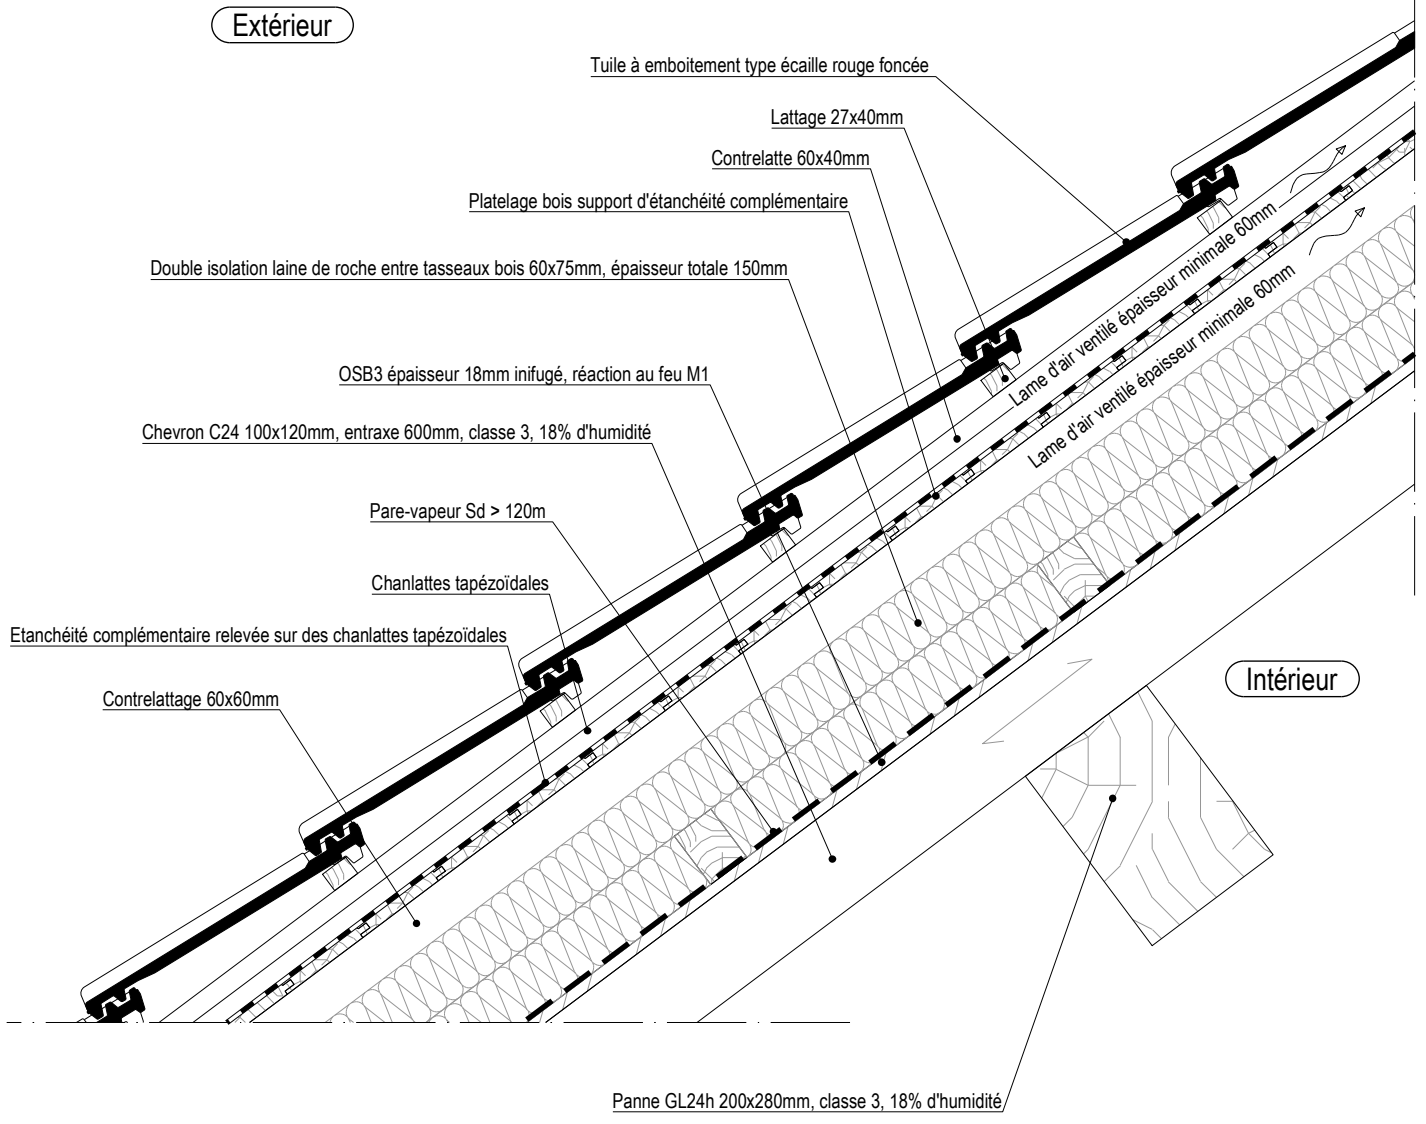 Extérieur
Tuile à emboitement type écaille rouge foncée
Lattage 27x40mm
Contrelatte 60x40mm
Platelage bois support d'étanchéité complémentaire
Double isolation laine de roche entre tasseaux bois 60x75mm, épaisseur totale 150mm
Lame d'air ventilé épaisseur minimale 60mm
Lame d'air ventilé épaisseur minimale 60mm
OSB3 épaisseur 18mm inifugé, réaction au feu M1
Chevron C24 100x120mm, entraxe 600mm, classe 3, 18% d'humidité
Pare-vapeur Sd > 120m
Chanlattes tapézoïdales
Etanchéité complémentaire relevée sur des chanlattes tapézoïdales
Contrelattage 60x60mm
Intérieur
Panne GL24h 200x280mm, classe 3, 18% d'humidité